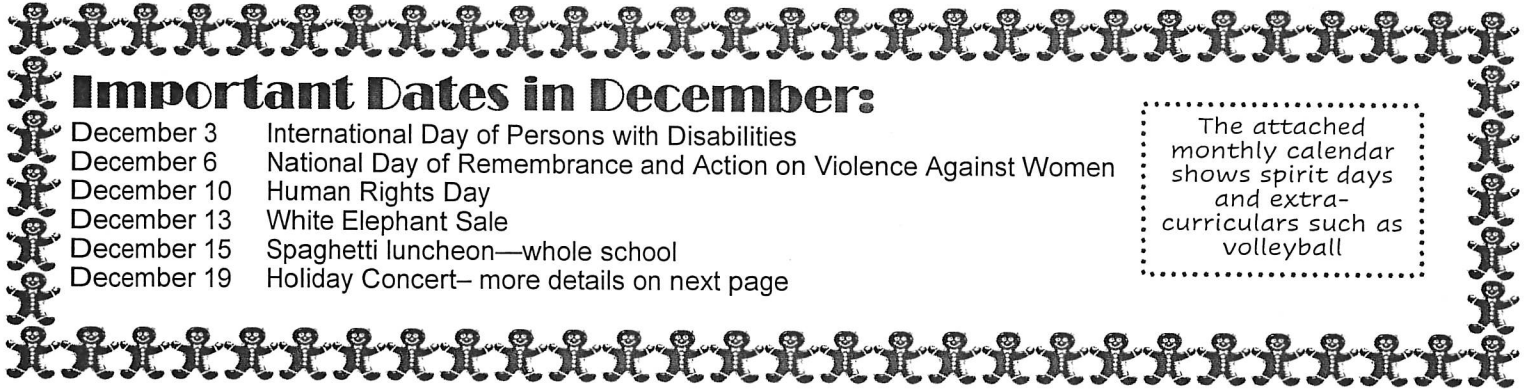 Important Dates in December:
December 3 International Day of Persons with Disabilities
December 6 National Day of Remembrance and Action on Violence Against Women
December 10 Human Rights Day
December 13 White Elephant Sale
December 15 Spaghetti luncheon—whole school
December 19 Holiday Concert– more details on next page
The attached
monthly calendar
shows spirit days
and extra-
curriculars such as
volleyball